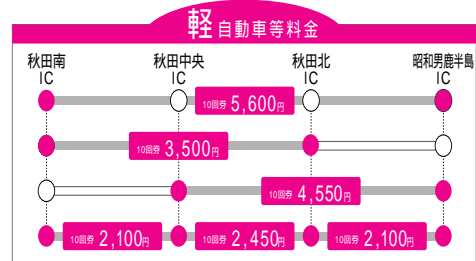 軽自動車等料金
秋田南 秋田中央 秋田北 昭和男鹿半島
IC IC IC IC
10回券 5,600円
10回券 3,500円
10回券 4,550円
10回券 2,100円 10回券 2,450円 10回券 2,100円